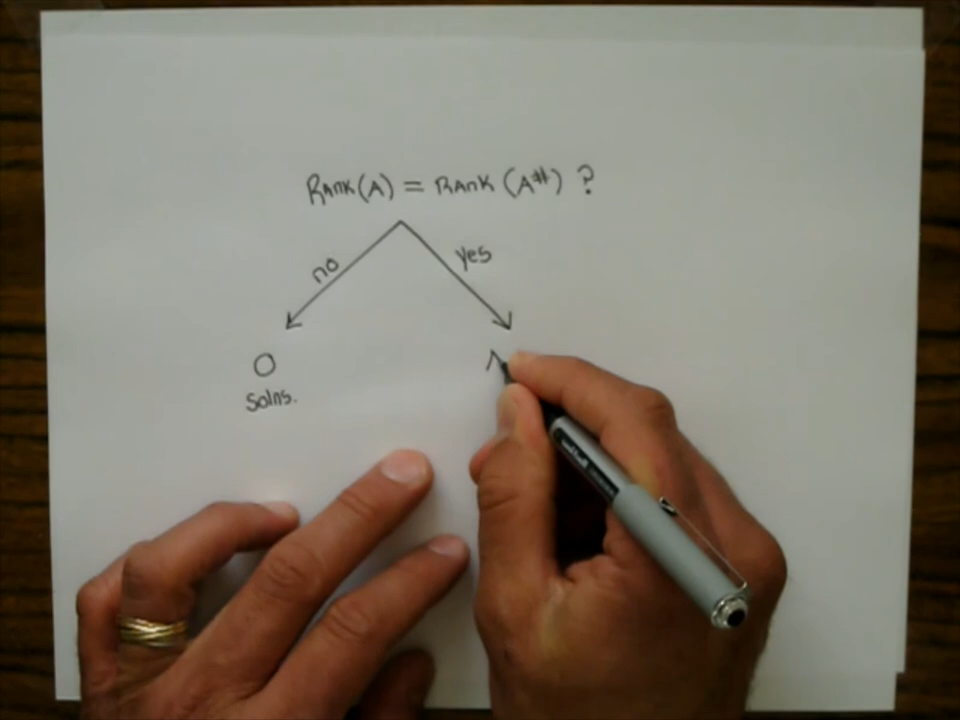 RANK(A) = RANK(A#) ?
no
yes
0
solns.